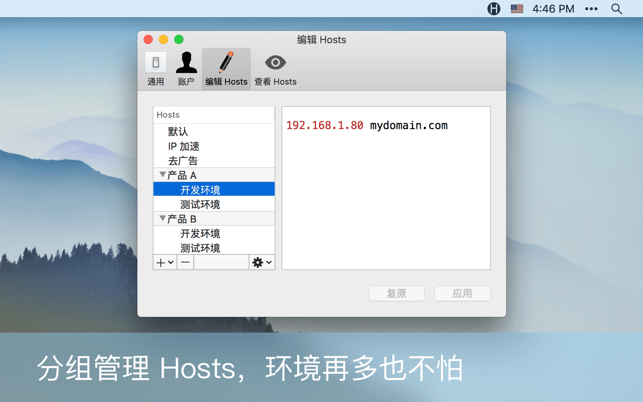 4:46 PM
编辑 Hosts
通用 账户 编辑 Hosts 查看 Hosts
Hosts
默认
IP 加速
去广告
产品 A
开发环境
测试环境
产品 B
开发环境
测试环境
192.168.1.80 mydomain.com
复原 应用
分组管理 Hosts，环境再多也不怕